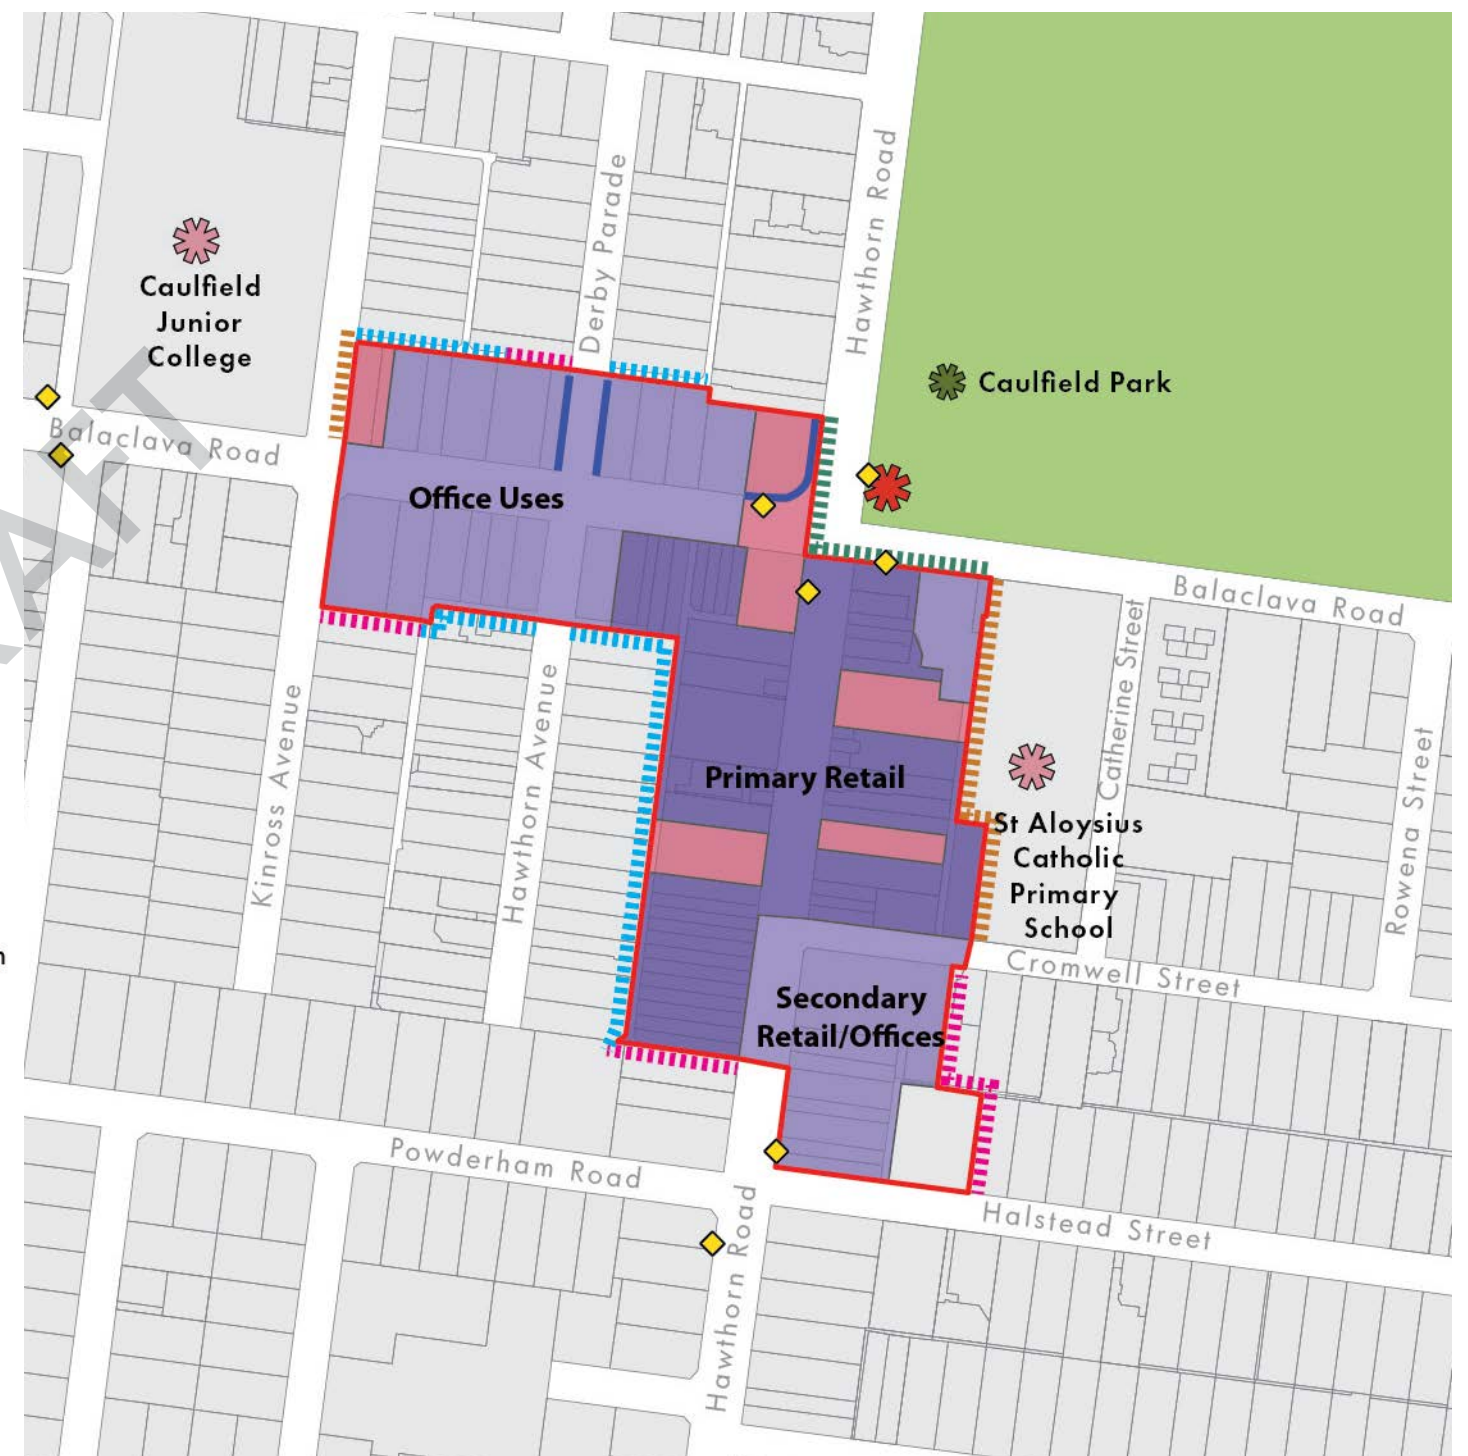 Derby Parade
Hawthorn Road
Caulfield
Junior
College
Caulfield Park
Balaclava Road
Office Uses
Balaclava Road
Catherine Street
Kinross Avenue
Hawthorn Avenue
Primary Retail
Rowena Street
St Aloysius
Catholic
Primary
School
Cromwell Street
Secondary
Retail/Offices
Powderham Road
Hawthorn Road
Halstead Street